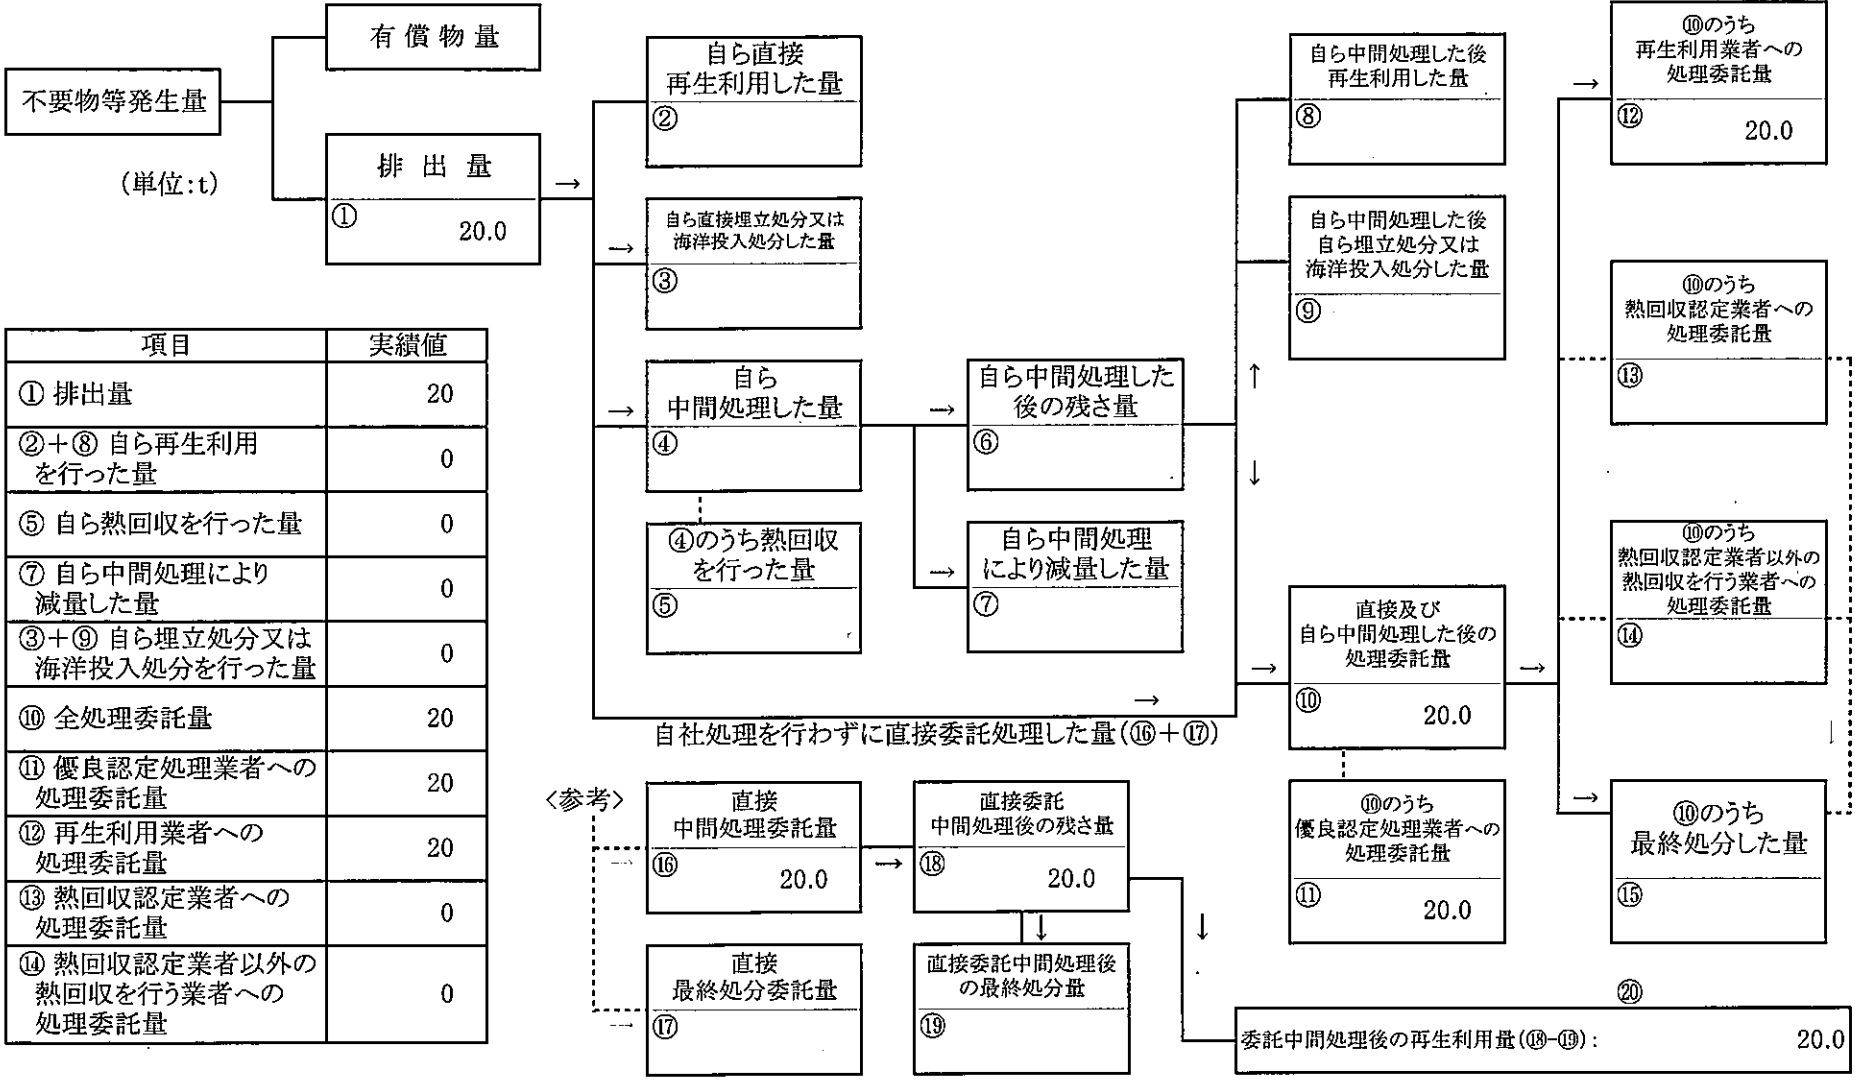 不要物等発生量
(単位:t)
有償物量
排出量
① 20.0
自ら直接
再生利用した量
②
自ら直接埋立処分又は
海洋投入処分した量
③
自ら
中間処理した量
④
④のうち熱回収
を行った量
⑤
自ら中間処理した
後の残さ量
⑥
自ら中間処理
により減量した量
⑦
自ら中間処理した後
再生利用した量
⑧
自ら中間処理した後
自ら埋立処分又は
海洋投入処分した量
⑨
直接及び
自ら中間処理した後の
処理委託量
⑩ 20.0
⑩のうち
優良認定処理業者への
処理委託量
⑪ 20.0
⑩のうち
再生利用業者への
処理委託量
⑫ 20.0
⑩のうち
熱回収認定業者への
処理委託量
⑬
⑩のうち
熱回収認定業者以外の
熱回収を行う業者への
処理委託量
⑭
⑩のうち
最終処分した量
⑮
自社処理を行わずに直接委託処理した量(⑯+⑰)
〈参考〉
直接
中間処理委託量
⑯ 20.0
直接
最終処分委託量
⑰
直接委託
中間処理後の残さ量
⑱ 20.0
直接委託中間処理後
の最終処分量
⑲
⑳
委託中間処理後の再生利用量(⑱-⑲): 20.0
項目 実績値
① 排出量 20
②+⑧ 自ら再生利用
を行った量 0
⑤ 自ら熱回収を行った量 0
⑦ 自ら中間処理により
減量した量 0
③+⑨ 自ら埋立処分又は
海洋投入処分を行った量 0
⑩ 全処理委託量 20
⑪ 優良認定処理業者への
処理委託量 20
⑫ 再生利用業者への
処理委託量 20
⑬ 熱回収認定業者への
処理委託量 0
⑭ 熱回収認定業者以外の
熱回収を行う業者への
処理委託量 0